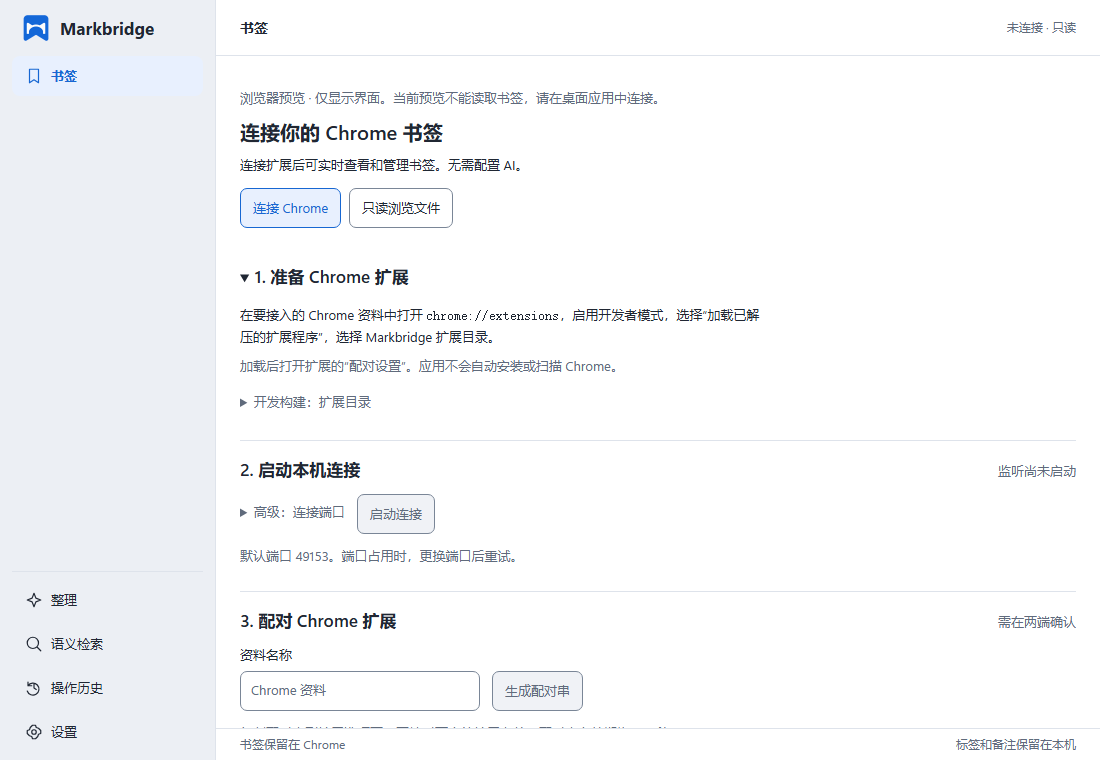 Markbridge
书签
书签
未连接 · 只读
浏览器预览 · 仅显示界面。当前预览不能读取书签，请在桌面应用中连接。
连接你的 Chrome 书签
连接扩展后可实时查看和管理书签。无需配置 AI。
连接 Chrome
只读浏览文件
▼ 1. 准备 Chrome 扩展
在要接入的 Chrome 资料中打开 chrome://extensions，启用开发者模式，选择“加载已解
压的扩展程序”，选择 Markbridge 扩展目录。
加载后打开扩展的“配对设置”。应用不会自动安装或扫描 Chrome。
▶ 开发构建：扩展目录
2. 启动本机连接
监听尚未启动
▶ 高级：连接端口
启动连接
默认端口 49153。端口占用时，更换端口后重试。
3. 配对 Chrome 扩展
需在两端确认
资料名称
Chrome 资料
生成配对串
整理
语义检索
操作历史
设置
书签保留在 Chrome
标签和备注保留在本机